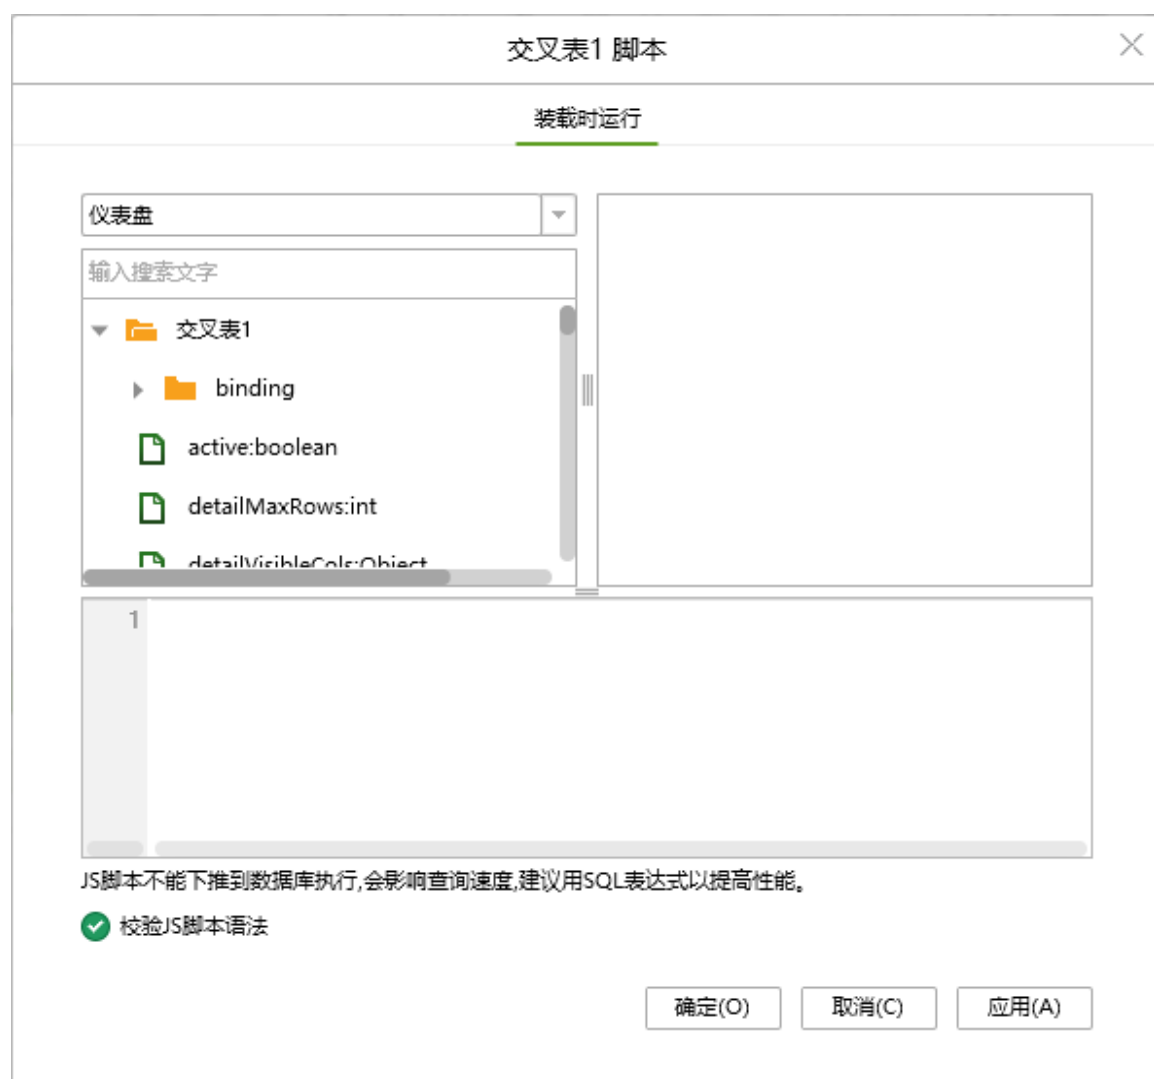 交叉表1 脚本
装载时运行
仪表盘
输入搜索文字
交叉表1
binding
active:boolean
detailMaxRows:int
detailVisibleCols:Object
1
JS脚本不能下推到数据库执行,会影响查询速度,建议用SQL表达式以提高性能。
校验JS脚本语法
确定(O) 取消(C) 应用(A)